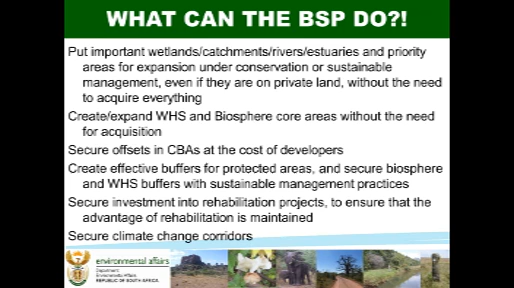 WHAT CAN THE BSP DO?!
Put important wetlands/catchments/rivers/estuaries and priority
areas for expansion under conservation or sustainable
management, even if they are on private land, without the need
to acquire everything
Create/expand WHS and Biosphere core areas without the need
for acquisition
Secure offsets in CBAs at the cost of developers
Create effective buffers for protected areas, and secure biosphere
and WHS buffers with sustainable management practices
Secure investment into rehabilitation projects, to ensure that the
advantage of rehabilitation is maintained
Secure climate change corridors
environmental affairs
Department:
Environmental Affairs
REPUBLIC OF SOUTH AFRICA